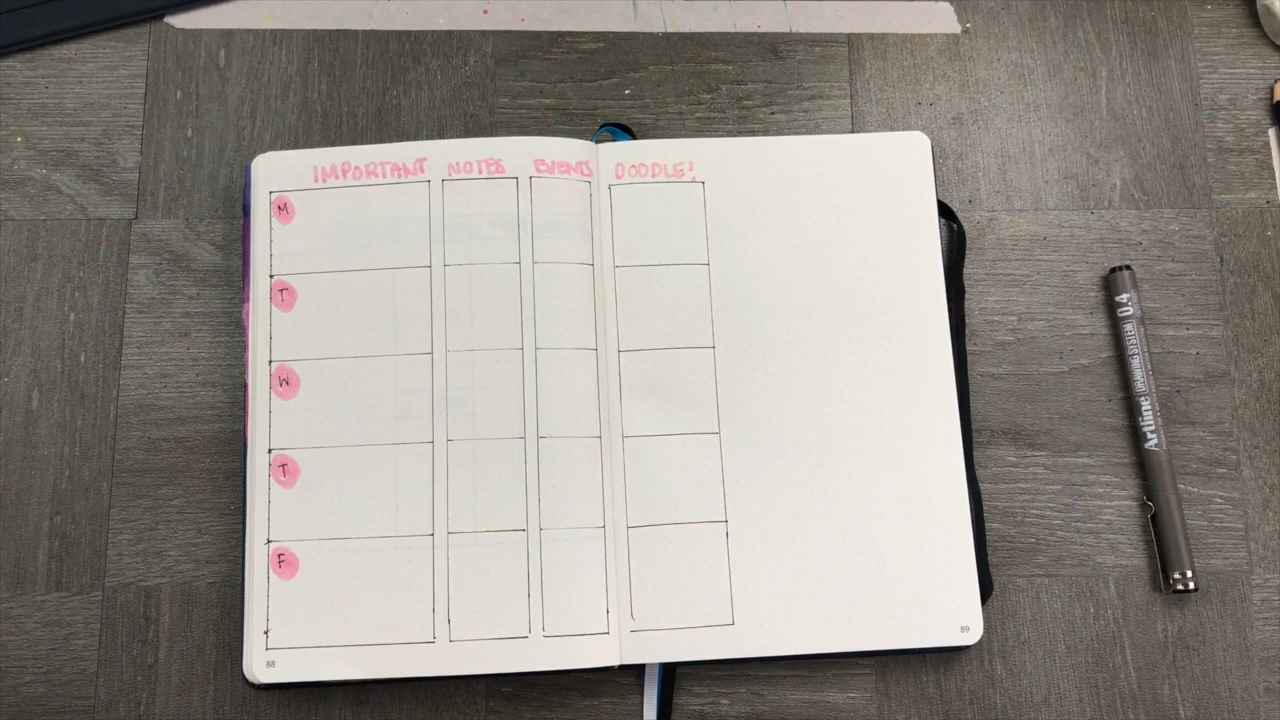 IMPORTANT NOTES EVENTS DOODLE!
M
T
W
T
F
88
89
Artline DRAWING SYSTEM 0.4